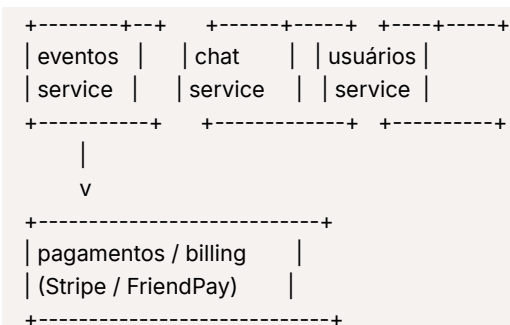 +--------+--+ +------+-----+ +----+-----+
| eventos | | chat | | usuários |
| service | | service | | service |
+-----------+ +-------------+ +----------+
|
v
+----------------------------+
| pagamentos / billing |
| (Stripe / FriendPay) |
+-----------------------------+